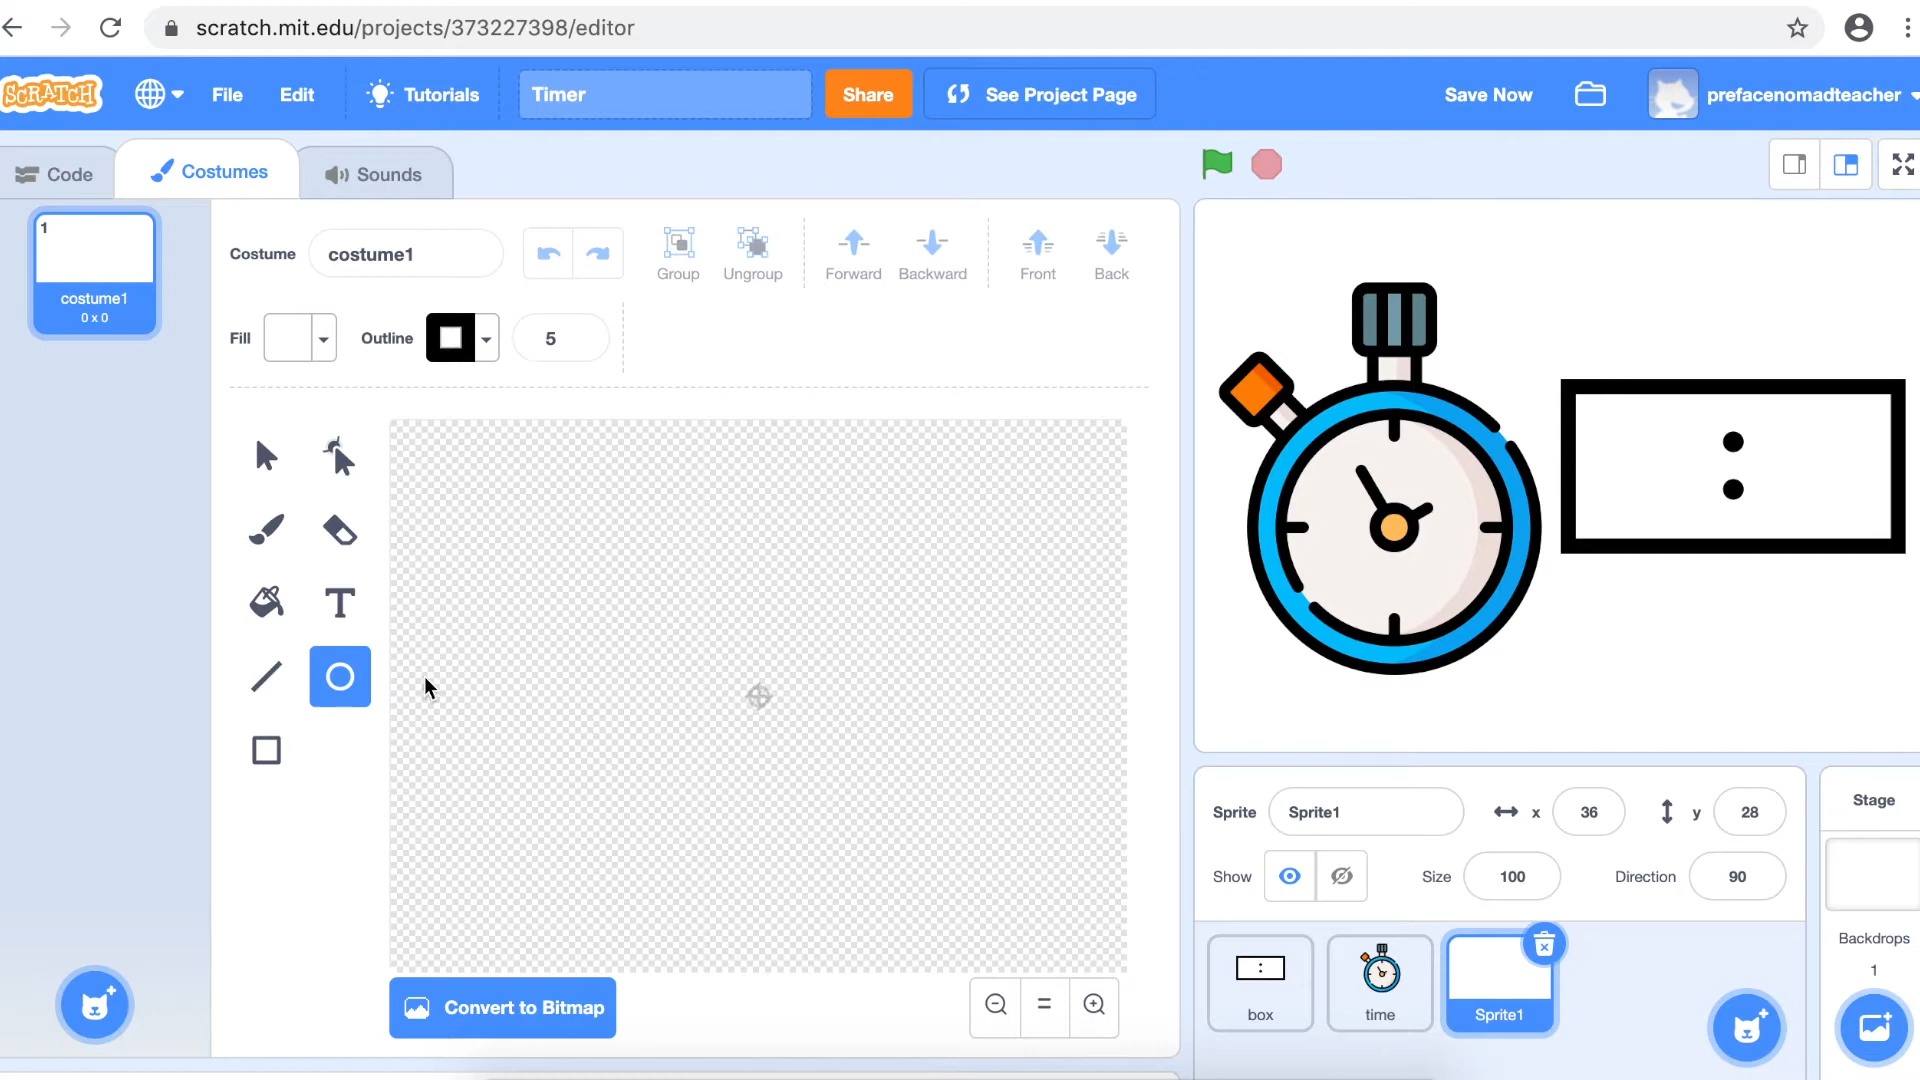 scratch.mit.edu/projects/373227398/editor
SCRATCH
File
Edit
Tutorials
Timer
Share
See Project Page
Save Now
prefacenomadteacher
Code
Costumes
Sounds
1
costume1
0 x 0
Costume
costume1
Group
Ungroup
Forward
Backward
Front
Back
Fill
Outline
5
T
Convert to Bitmap
:
Sprite
Sprite1
x
36
y
28
Show
Size
100
Direction
90
:
box
time
Sprite1
Stage
Backdrops
1